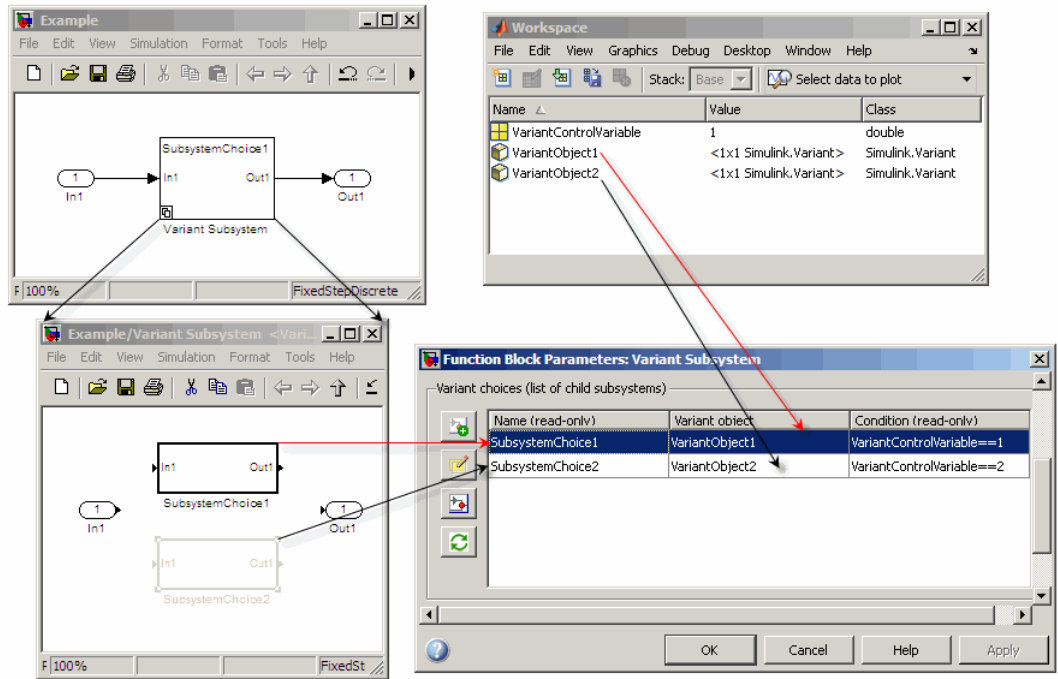 Example
File Edit View Simulation Format Tools Help
SubsystemChoice1
In1 Out1
1
In1
1
Out1
Variant Subsystem
F 100% FixedStepDiscrete
Workspace
File Edit View Graphics Debug Desktop Window Help
Stack: Base Select data to plot
Name Value Class
VariantControlVariable 1 double
VariantObject1 <1x1 Simulink.Variant> Simulink.Variant
VariantObject2 <1x1 Simulink.Variant> Simulink.Variant
Example/Variant Subsystem <Vari...
File Edit View Simulation Format Tools Help
In1 Out1
SubsystemChoice1
1
In1
1
Out1
In1 Out1
SubsystemChoice2
F 100% FixedSt
Function Block Parameters: Variant Subsystem
Variant choices (list of child subsystems)
Name (read-only) Variant object Condition (read-only)
SubsystemChoice1 VariantObject1 VariantControlVariable==1
SubsystemChoice2 VariantObject2 VariantControlVariable==2
OK Cancel Help Apply